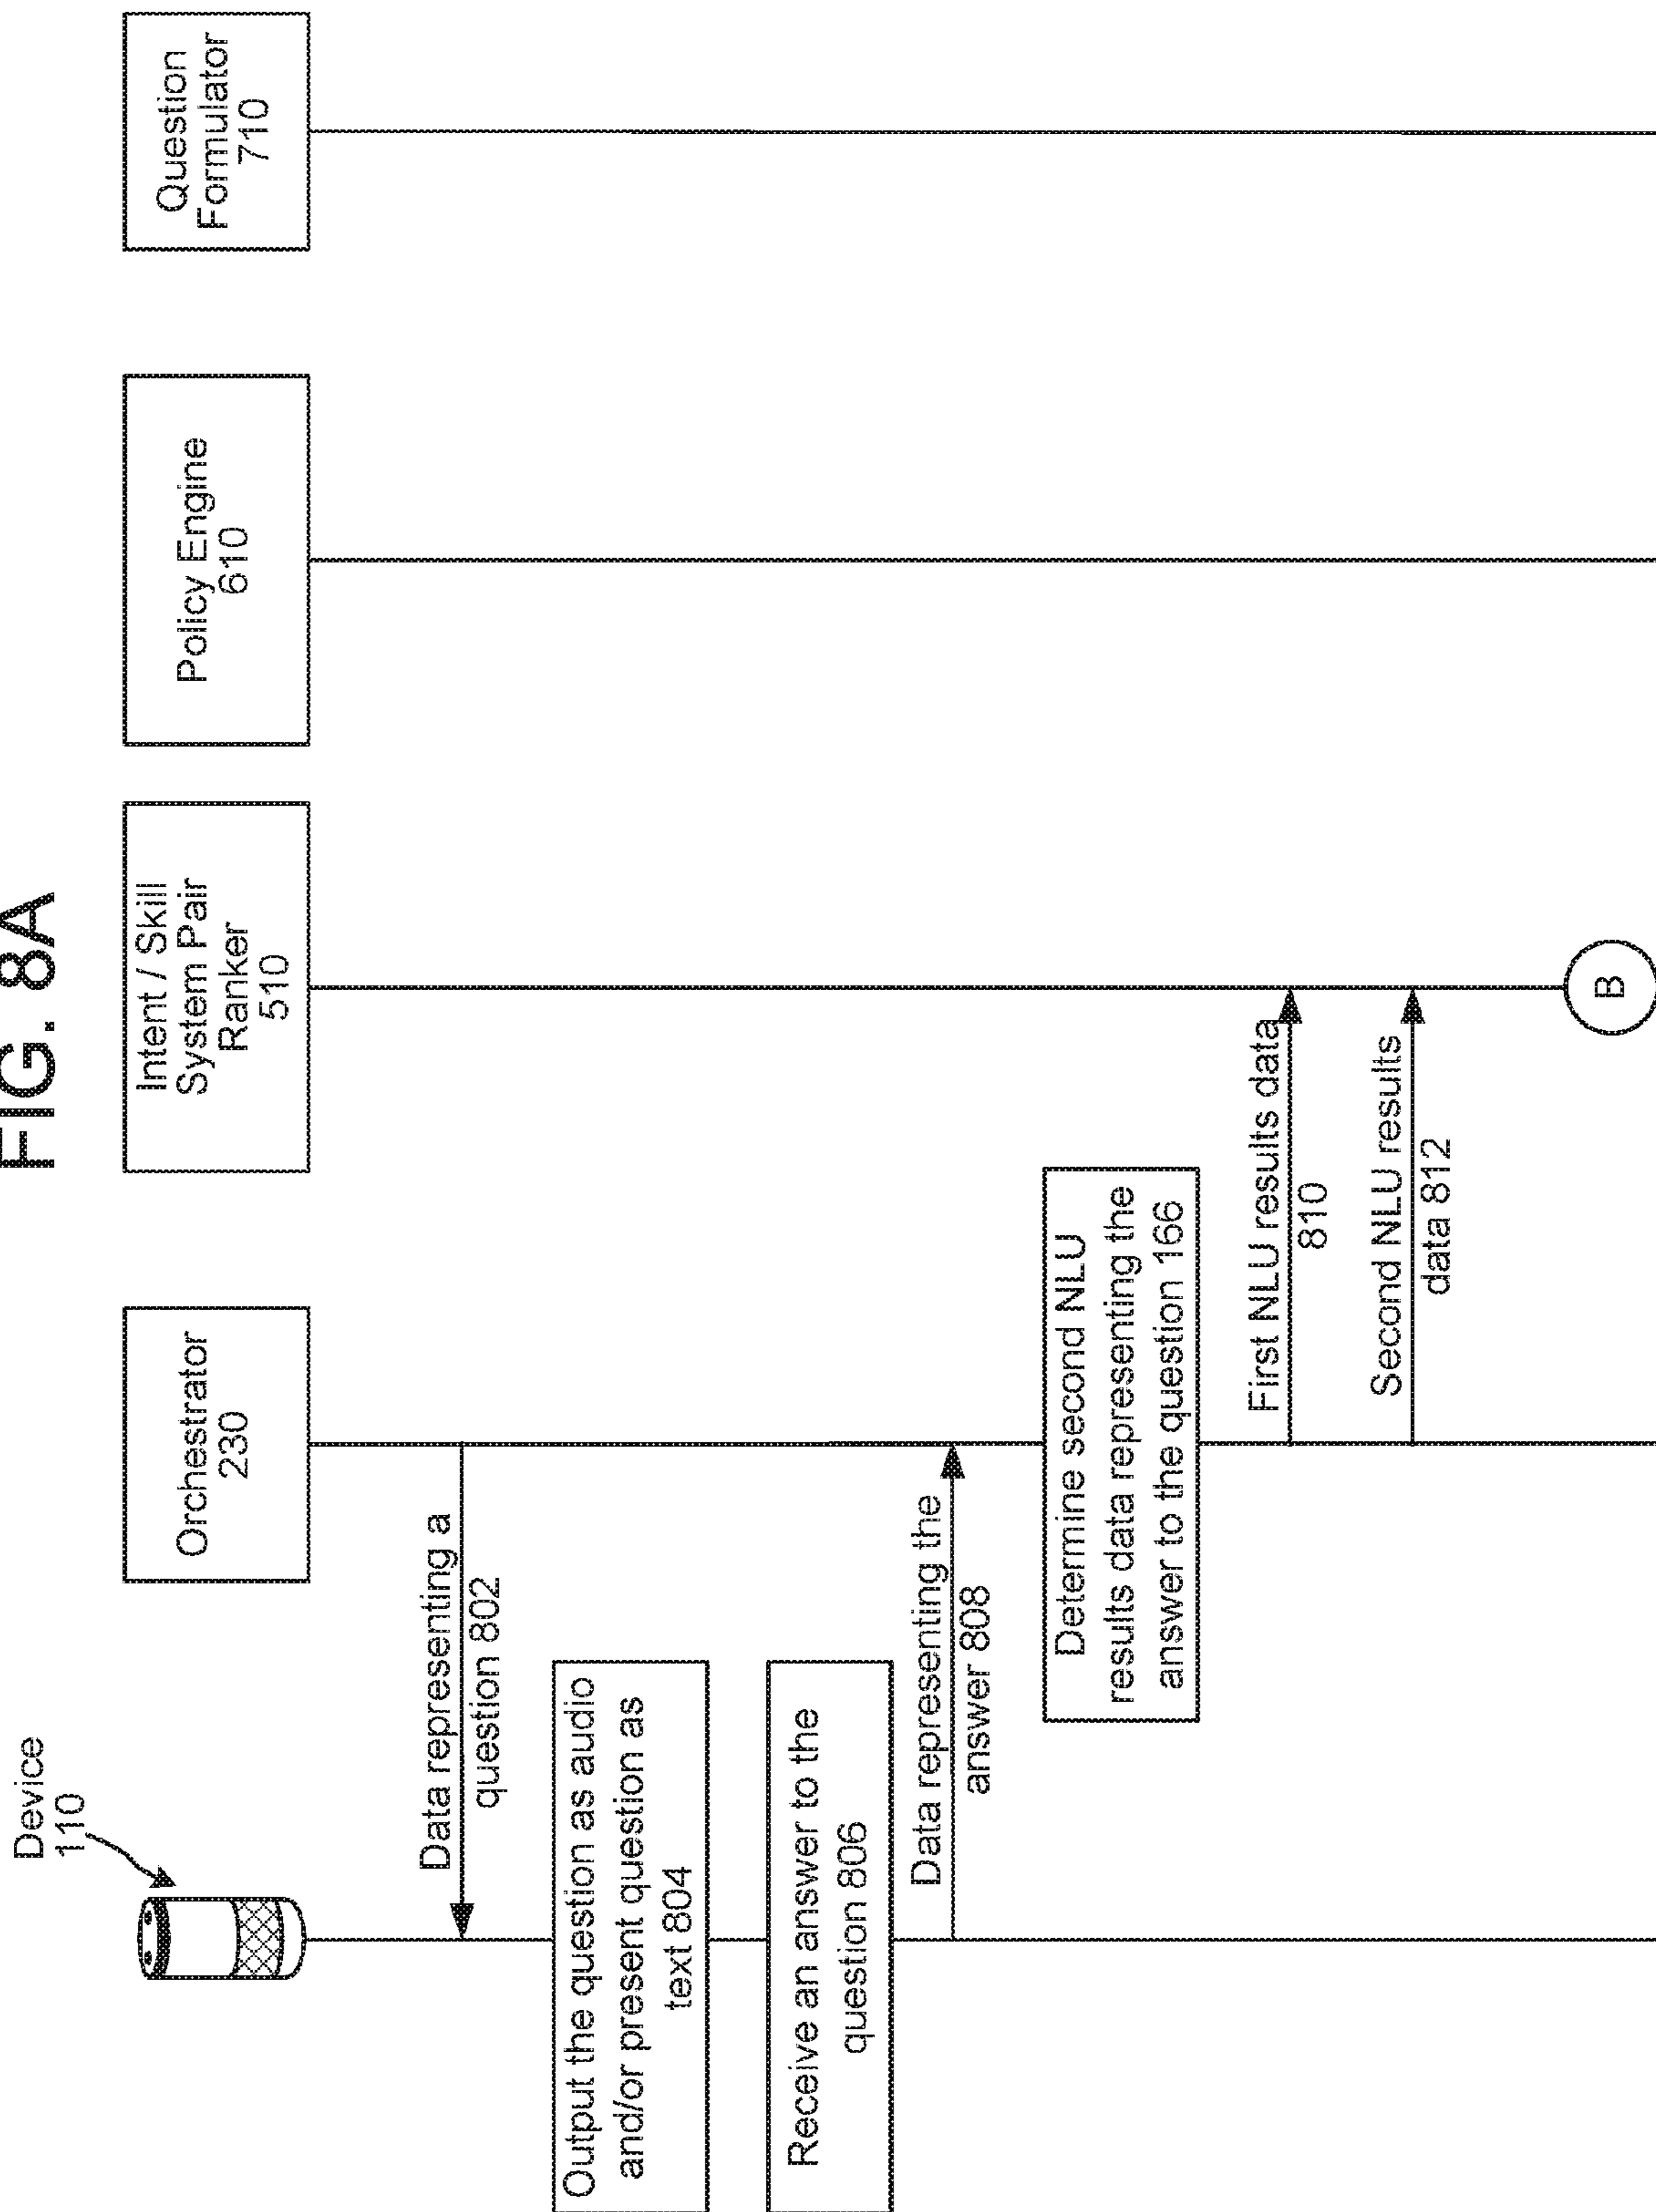 FIG. 8A
Device
110
Orchestrator
230
Intent / Skill
System Pair
Ranker
510
Policy Engine
610
Question
Formulator
710
Data representing a
question 802
Output the question as audio
and/or present question as
text 804
Receive an answer to the
question 806
Data representing the
answer 808
Determine second NLU
results data representing the
answer to the question 166
First NLU results data
810
Second NLU results
data 812
B